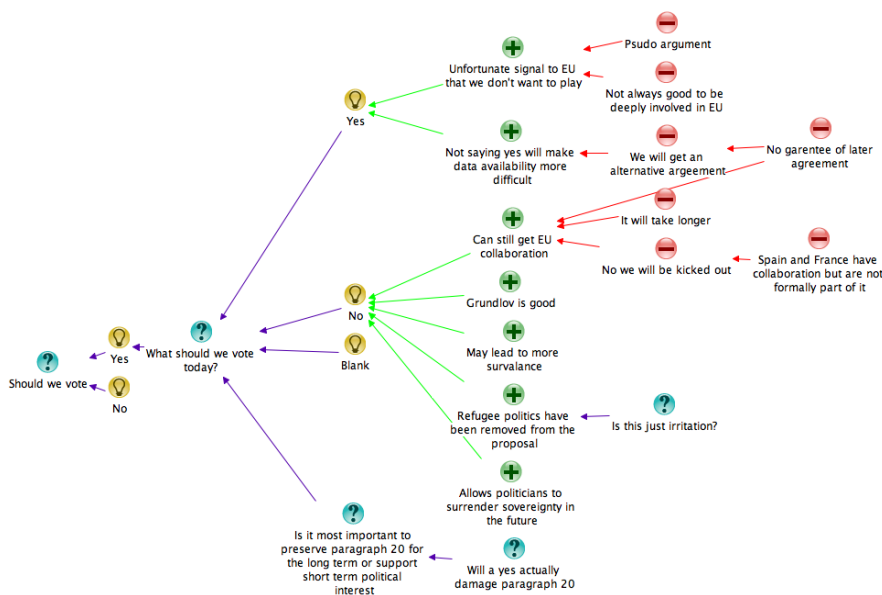 Psudo argument
Unfortunate signal to EU
that we don't want to play
Not always good to be
deeply involved in EU
Yes
Not saying yes will make
data availability more
difficult
We will get an
alternative argeement
No garentee of later
agreement
It will take longer
Can still get EU
collaboration
No we will be kicked out
Spain and France have
collaboration but are not
formally part of it
Grundlov is good
No
May lead to more
survalance
Blank
Yes
What should we vote
today?
Should we vote
No
Refugee politics have
been removed from the
proposal
Is this just irritation?
Allows politicians to
surrender sovereignty in
the future
Is it most important to
preserve paragraph 20 for
the long term or support
short term political
interest
Will a yes actually
damage paragraph 20